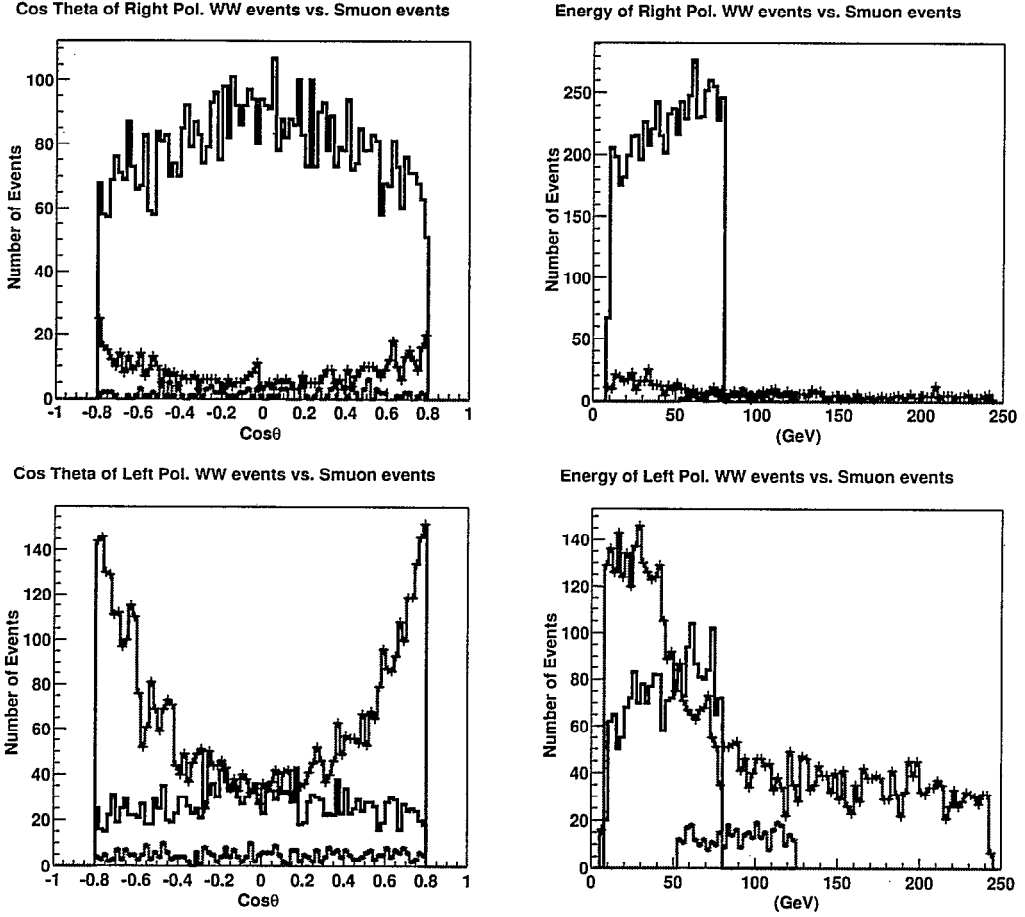 Cos Theta of Right Pol. WW events vs. Smuon events
Number of Events
100
80
60
40
20
0
-1 -0.8 -0.6 -0.4 -0.2 0 0.2 0.4 0.6 0.8 1
Cosθ
Energy of Right Pol. WW events vs. Smuon events
Number of Events
250
200
150
100
50
0
0 50 100 150 200 250
(GeV)
Cos Theta of Left Pol. WW events vs. Smuon events
Number of Events
140
120
100
80
60
40
20
0
-1 -0.8 -0.6 -0.4 -0.2 0 0.2 0.4 0.6 0.8 1
Cosθ
Energy of Left Pol. WW events vs. Smuon events
Number of Events
140
120
100
80
60
40
20
0
0 50 100 150 200 250
(GeV)